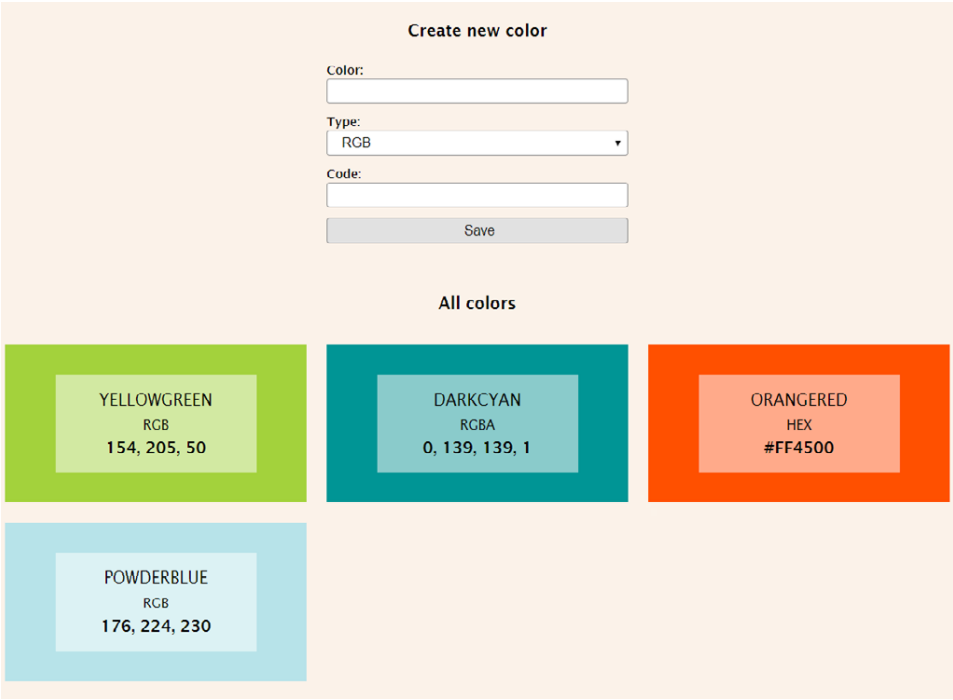 Create new color
Color:
Type:
RGB
Code:
Save
All colors
YELLOWGREEN
RGB
154, 205, 50
DARKCYAN
RGBA
0, 139, 139, 1
ORANGERED
HEX
#FF4500
POWDERBLUE
RGB
176, 224, 230